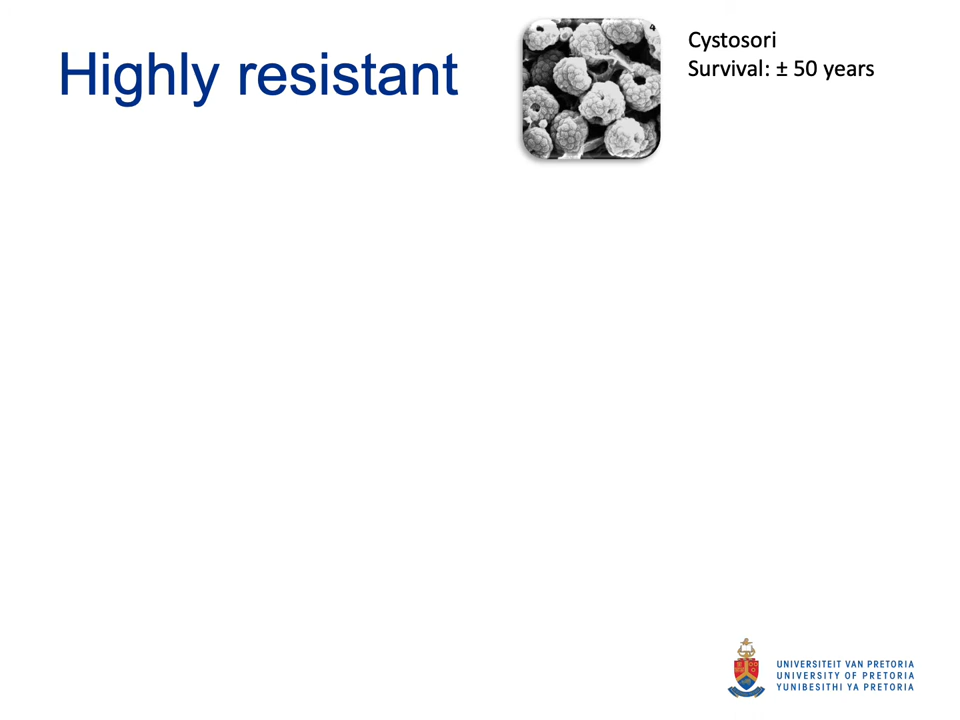 Highly resistant
Cystosori
Survival: ± 50 years
UNIVERSITEIT VAN PRETORIA
UNIVERSITY OF PRETORIA
YUNIBESITHI YA PRETORIA